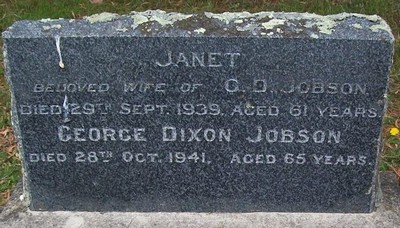 JANET
BELOVED WIFE OF G. D. JOBSON
DIED 29TH SEPT. 1939. AGED 61 YEARS
GEORGE DIXON JOBSON
DIED 28TH OCT. 1941. AGED 65 YEARS.